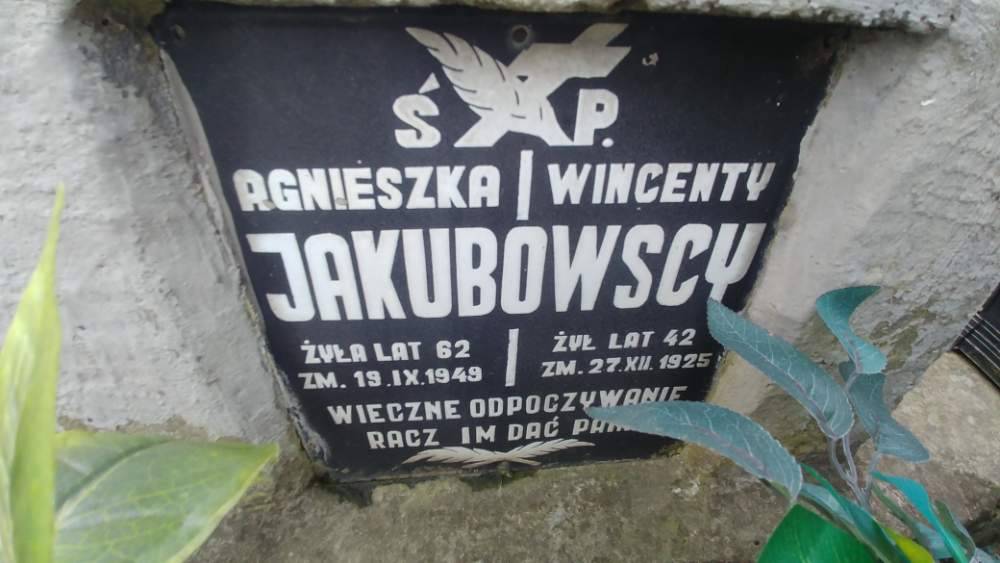 Ś P.
AGNIESZKA | WINCENTY
JAKUBOWSCY
ŻYŁA LAT 62 | ŻYŁ LAT 42
ZM. 19.IX.1949 | ZM. 27.XII.1925
WIECZNE ODPOCZYWANIE
RACZ IM DAĆ